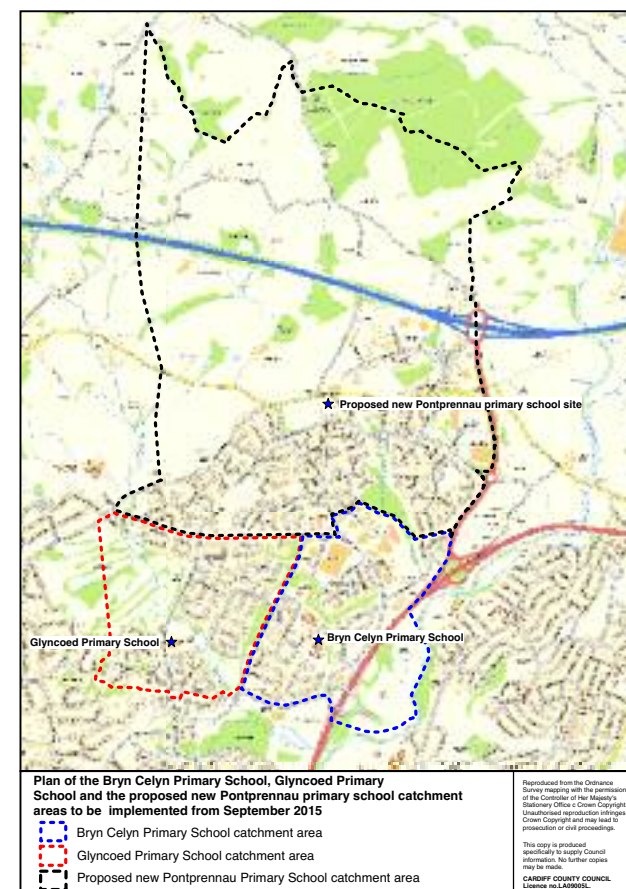 Proposed new Pontprennau primary school site
Glyncoed Primary School
Bryn Celyn Primary School
Plan of the Bryn Celyn Primary School, Glyncoed Primary
School and the proposed new Pontprennau primary school catchment
areas to be implemented from September 2015
Bryn Celyn Primary School catchment area
Glyncoed Primary School catchment area
Proposed new Pontprennau Primary School catchment area
Reproduced from the Ordnance
Survey mapping with the permission
of the Controller of Her Majesty's
Stationery Office c Crown Copyright.
Unauthorised reproduction infringes
Crown Copyright and may lead to
prosecution or civil proceedings.
This copy is produced
specifically to supply Council
information. No further copies
may be made.
CARDIFF COUNTY COUNCIL
Licence no.LA09005L.